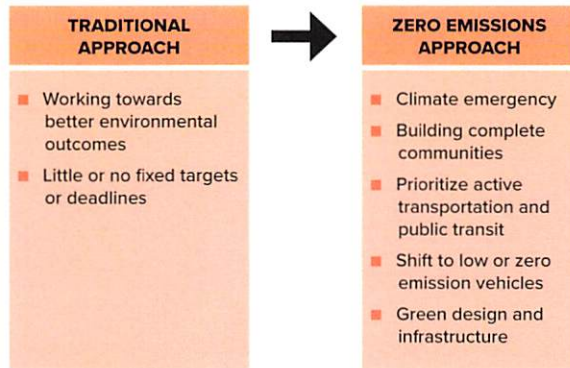 TRADITIONAL
APPROACH
Working towards
better environmental
outcomes
Little or no fixed targets
or deadlines
ZERO EMISSIONS
APPROACH
Climate emergency
Building complete
communities
Prioritize active
transportation and
public transit
Shift to low or zero
emission vehicles
Green design and
infrastructure